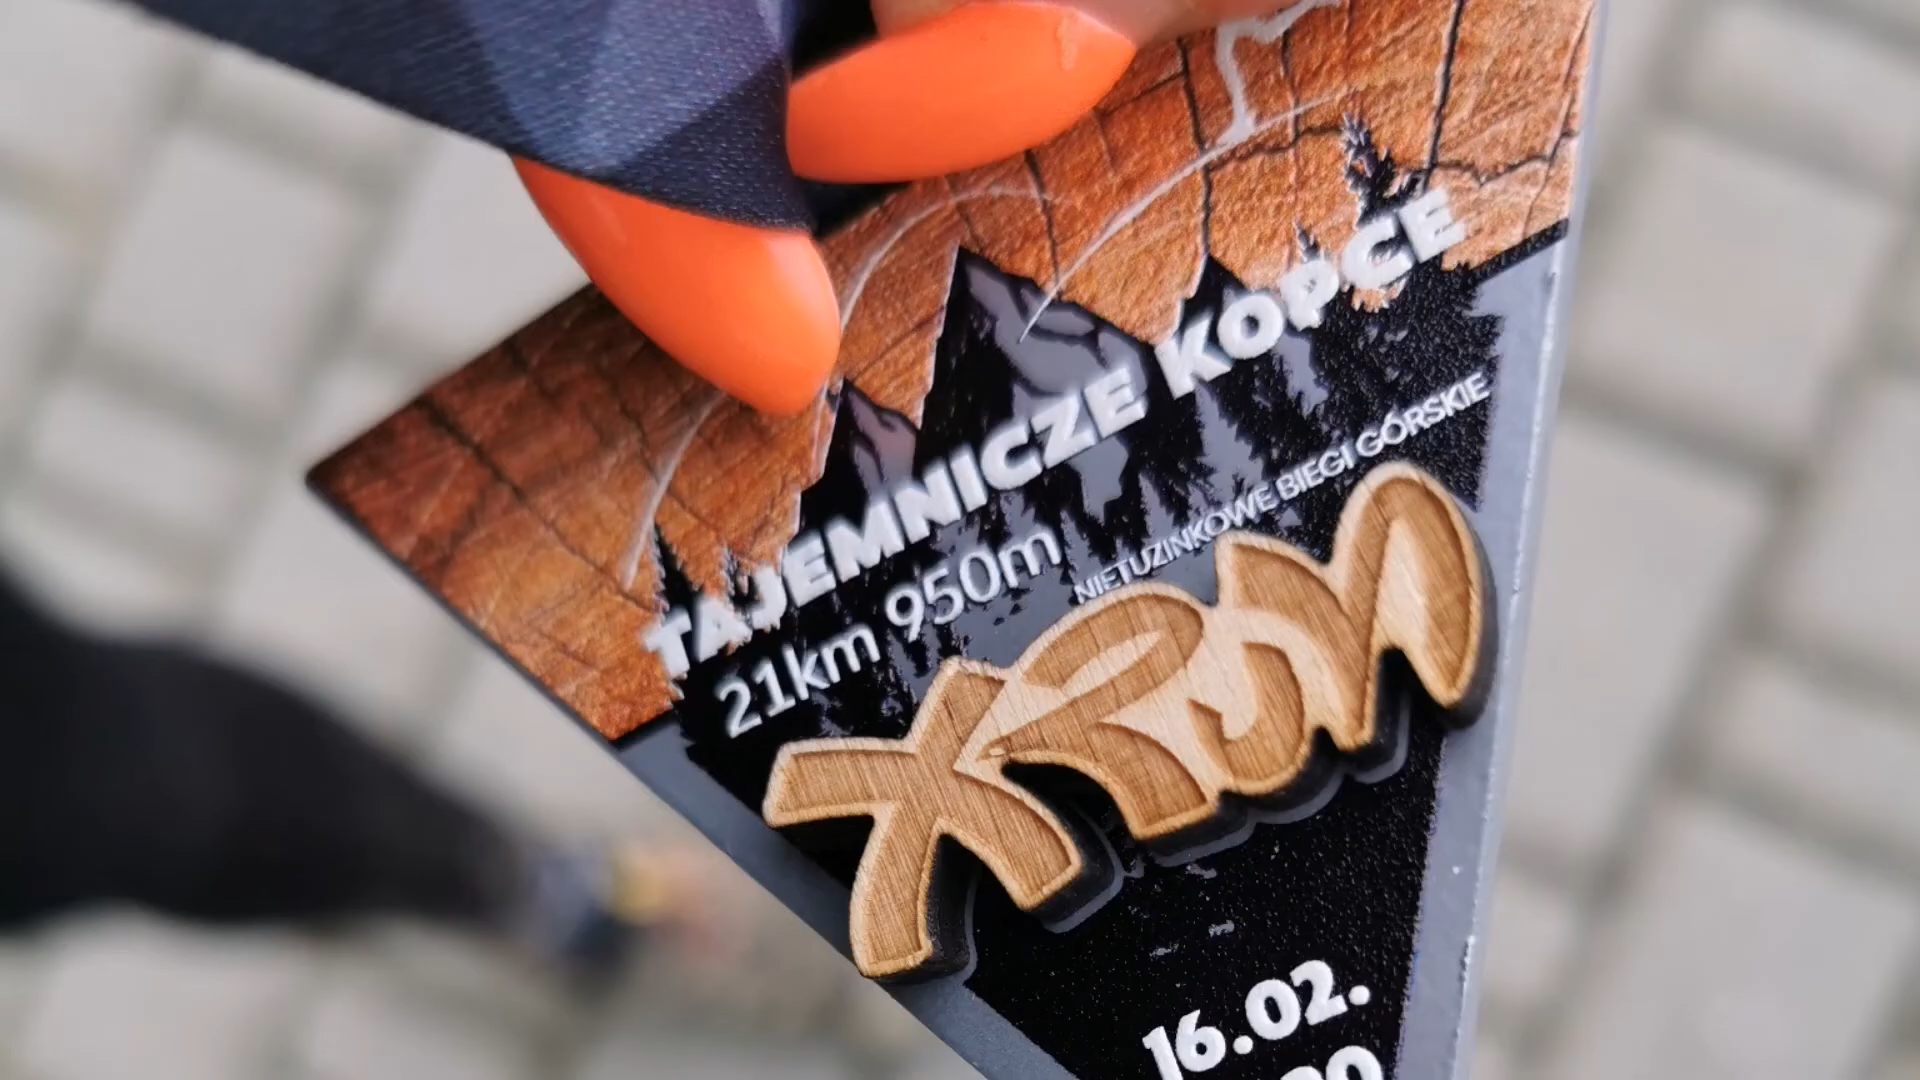 TAJEMNICZE KOPCE
21km 950m
NIETUZINKOWE BIEGI GÓRSKIE
XRUN
16.02.